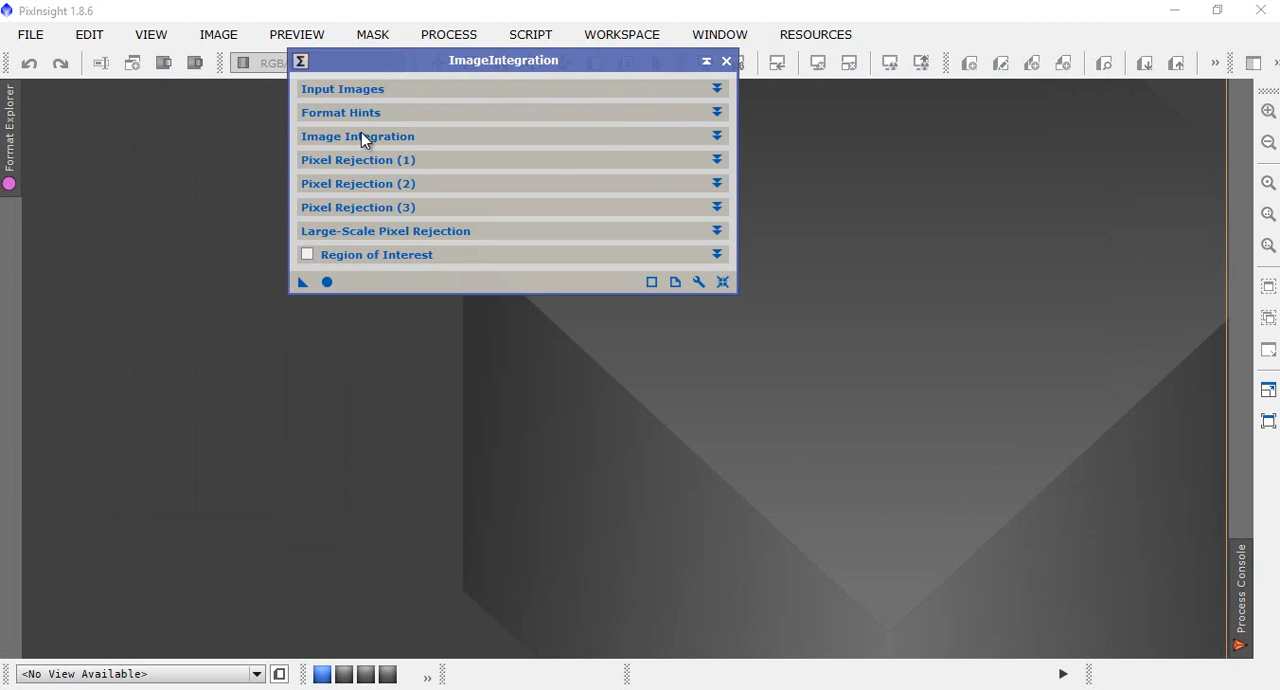 PixInsight 1.8.6
FILE EDIT VIEW IMAGE PREVIEW MASK PROCESS SCRIPT WORKSPACE WINDOW RESOURCES
RGB
ImageIntegration
Input Images
Format Hints
Image Integration
Pixel Rejection (1)
Pixel Rejection (2)
Pixel Rejection (3)
Large-Scale Pixel Rejection
Region of Interest
Format Explorer
Process Console
<No View Available>